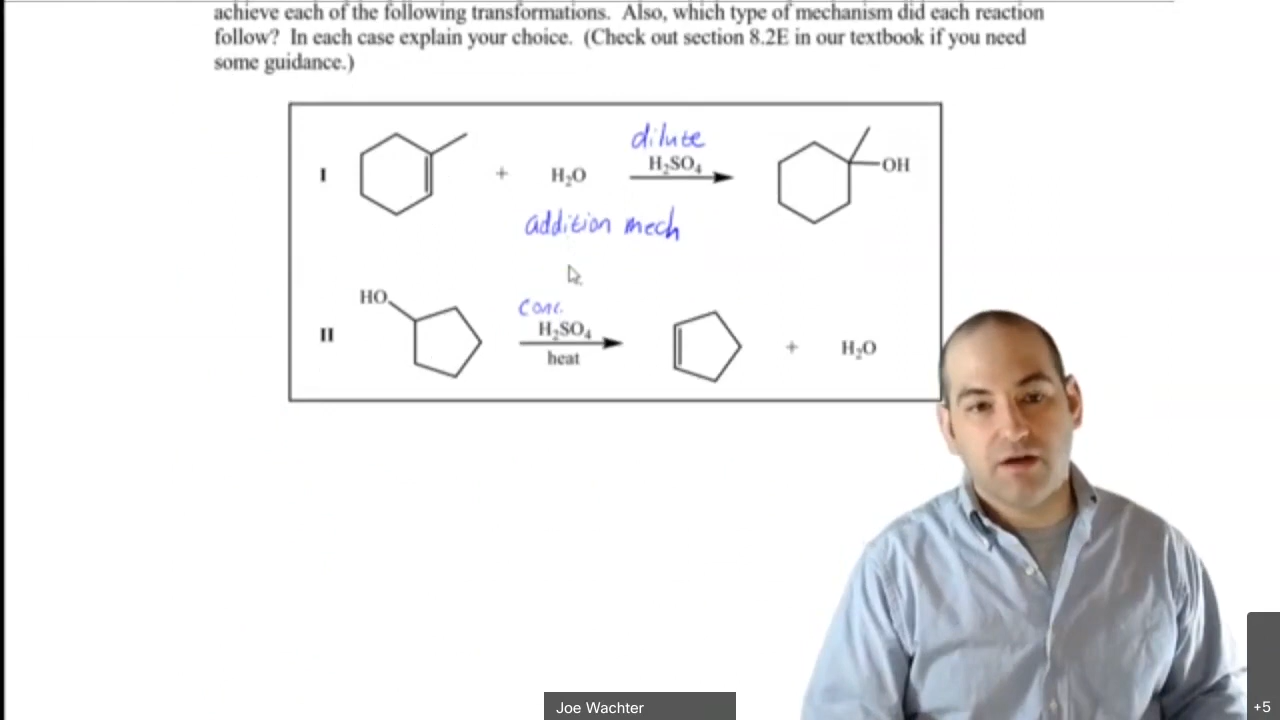 achieve each of the following transformations. Also, which type of mechanism did each reaction
follow? In each case explain your choice. (Check out section 8.2E in our textbook if you need
some guidance.)
dilute
I + H₂O H₂SO₄ OH
addition mech
HO
conc.
II H₂SO₄ + H₂O
heat
Joe Wachter
+5